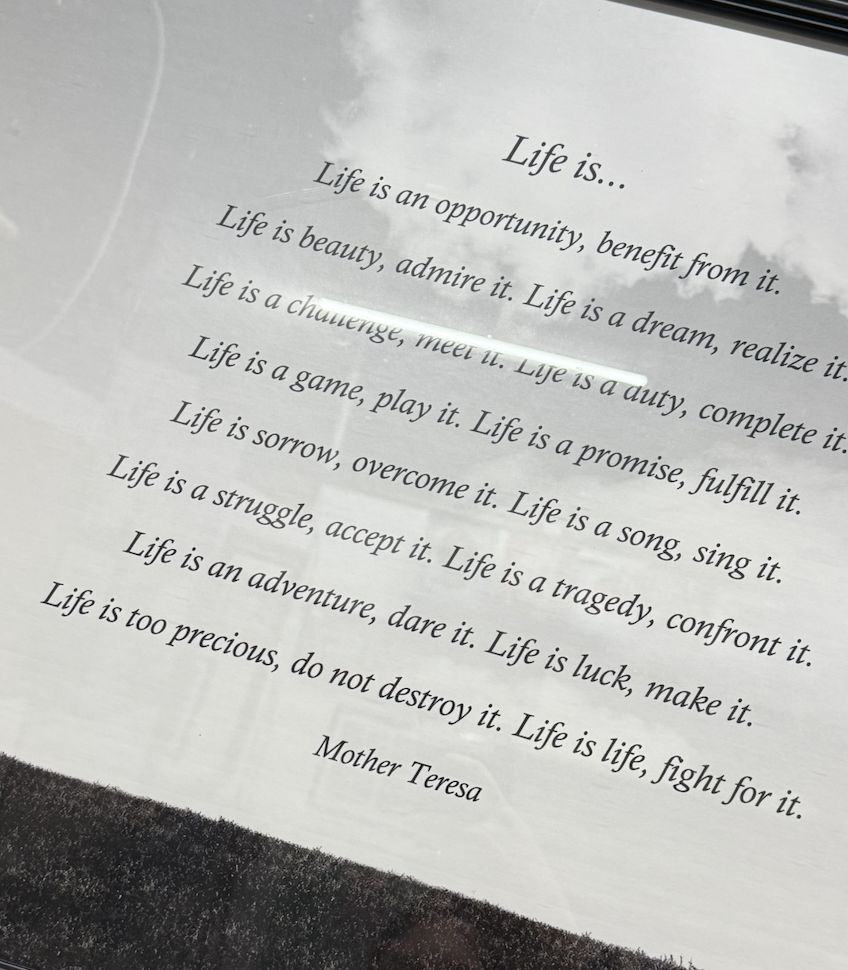 Life is...
Life is an opportunity, benefit from it.
Life is beauty, admire it. Life is a dream, realize it.
Life is a challenge, meet it. Life is a duty, complete it.
Life is a game, play it. Life is a promise, fulfill it.
Life is sorrow, overcome it. Life is a song, sing it.
Life is a struggle, accept it. Life is a tragedy, confront it.
Life is an adventure, dare it. Life is luck, make it.
Life is too precious, do not destroy it. Life is life, fight for it.
Mother Teresa